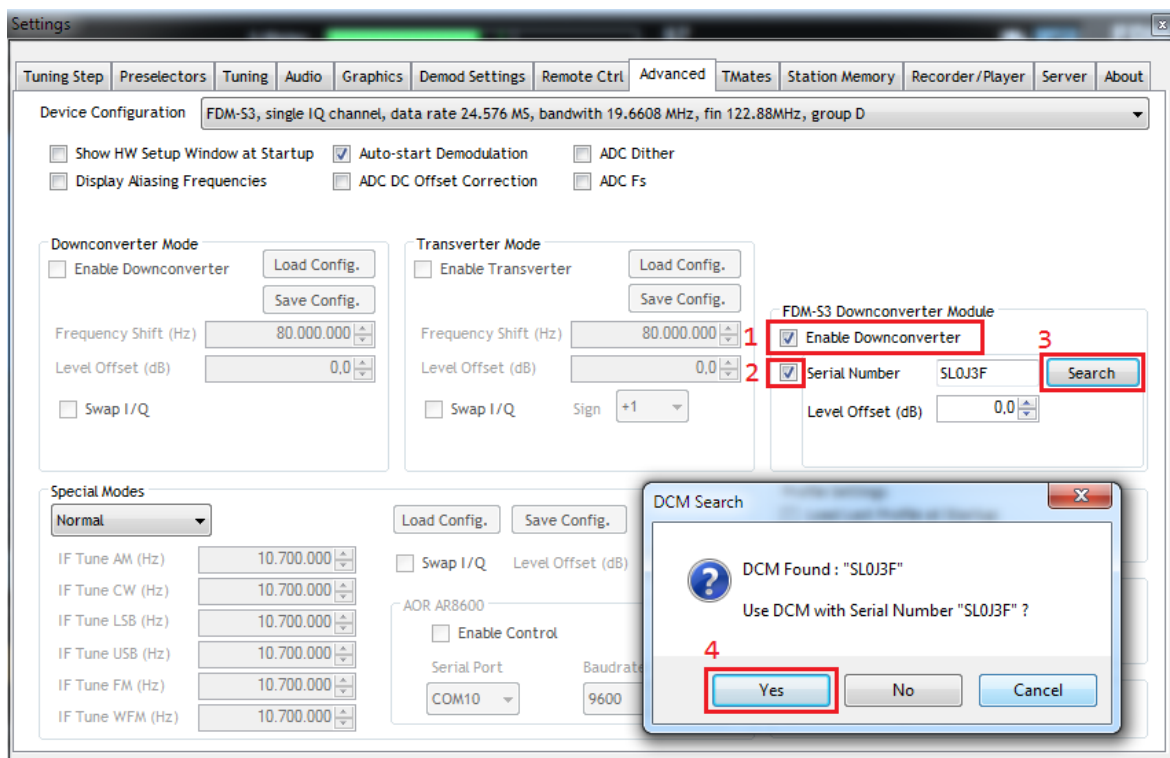 Settings
Tuning Step Preselectors Tuning Audio Graphics Demod Settings Remote Ctrl Advanced TMates Station Memory Recorder/Player Server About
Device Configuration FDM-S3, single IQ channel, data rate 24.576 MS, bandwith 19.6608 MHz, fin 122.88MHz, group D
Show HW Setup Window at Startup Auto-start Demodulation ADC Dither
Display Aliasing Frequencies ADC DC Offset Correction ADC Fs
Downconverter Mode
Enable Downconverter Load Config.
Save Config.
Frequency Shift (Hz) 80.000.000
Level Offset (dB) 0,0
Swap I/Q
Transverter Mode
Enable Transverter Load Config.
Save Config.
Frequency Shift (Hz) 80.000.000
Level Offset (dB) 0,0
Swap I/Q Sign +1
FDM-S3 Downconverter Module
1 Enable Downconverter
2 Serial Number SL0J3F 3 Search
Level Offset (dB) 0,0
Special Modes
Normal Load Config. Save Config.
Swap I/Q Level Offset (dB)
IF Tune AM (Hz) 10.700.000
IF Tune CW (Hz) 10.700.000
IF Tune LSB (Hz) 10.700.000
IF Tune USB (Hz) 10.700.000
IF Tune FM (Hz) 10.700.000
IF Tune WFM (Hz) 10.700.000
AOR AR8600
Enable Control
Serial Port Baudrate
COM10 9600
DCM Search
DCM Found : "SL0J3F"
Use DCM with Serial Number "SL0J3F" ?
4
Yes No Cancel